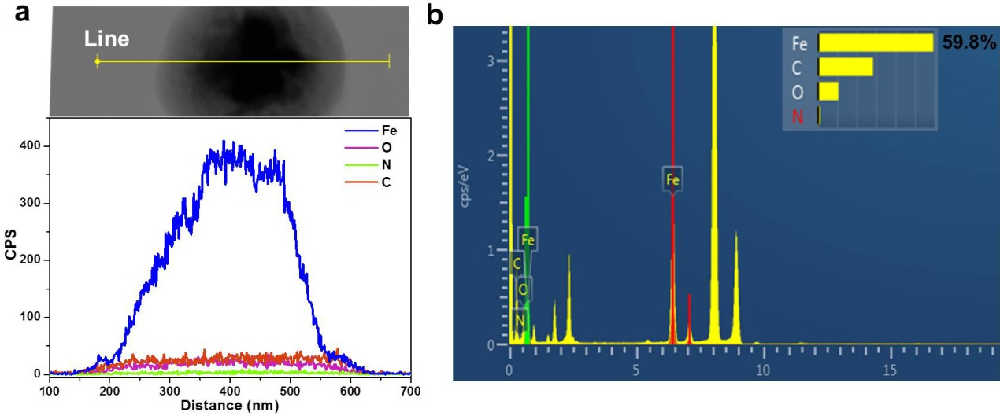 a
Line
400
300
200
100
0
CPS
Fe
O
N
C
100 200 300 400 500 600 700
Distance (nm)
b
3
2
1
0
cps/eV
Fe
Fe
C
O
N
Fe 59.8%
C
O
N
0 5 10 15